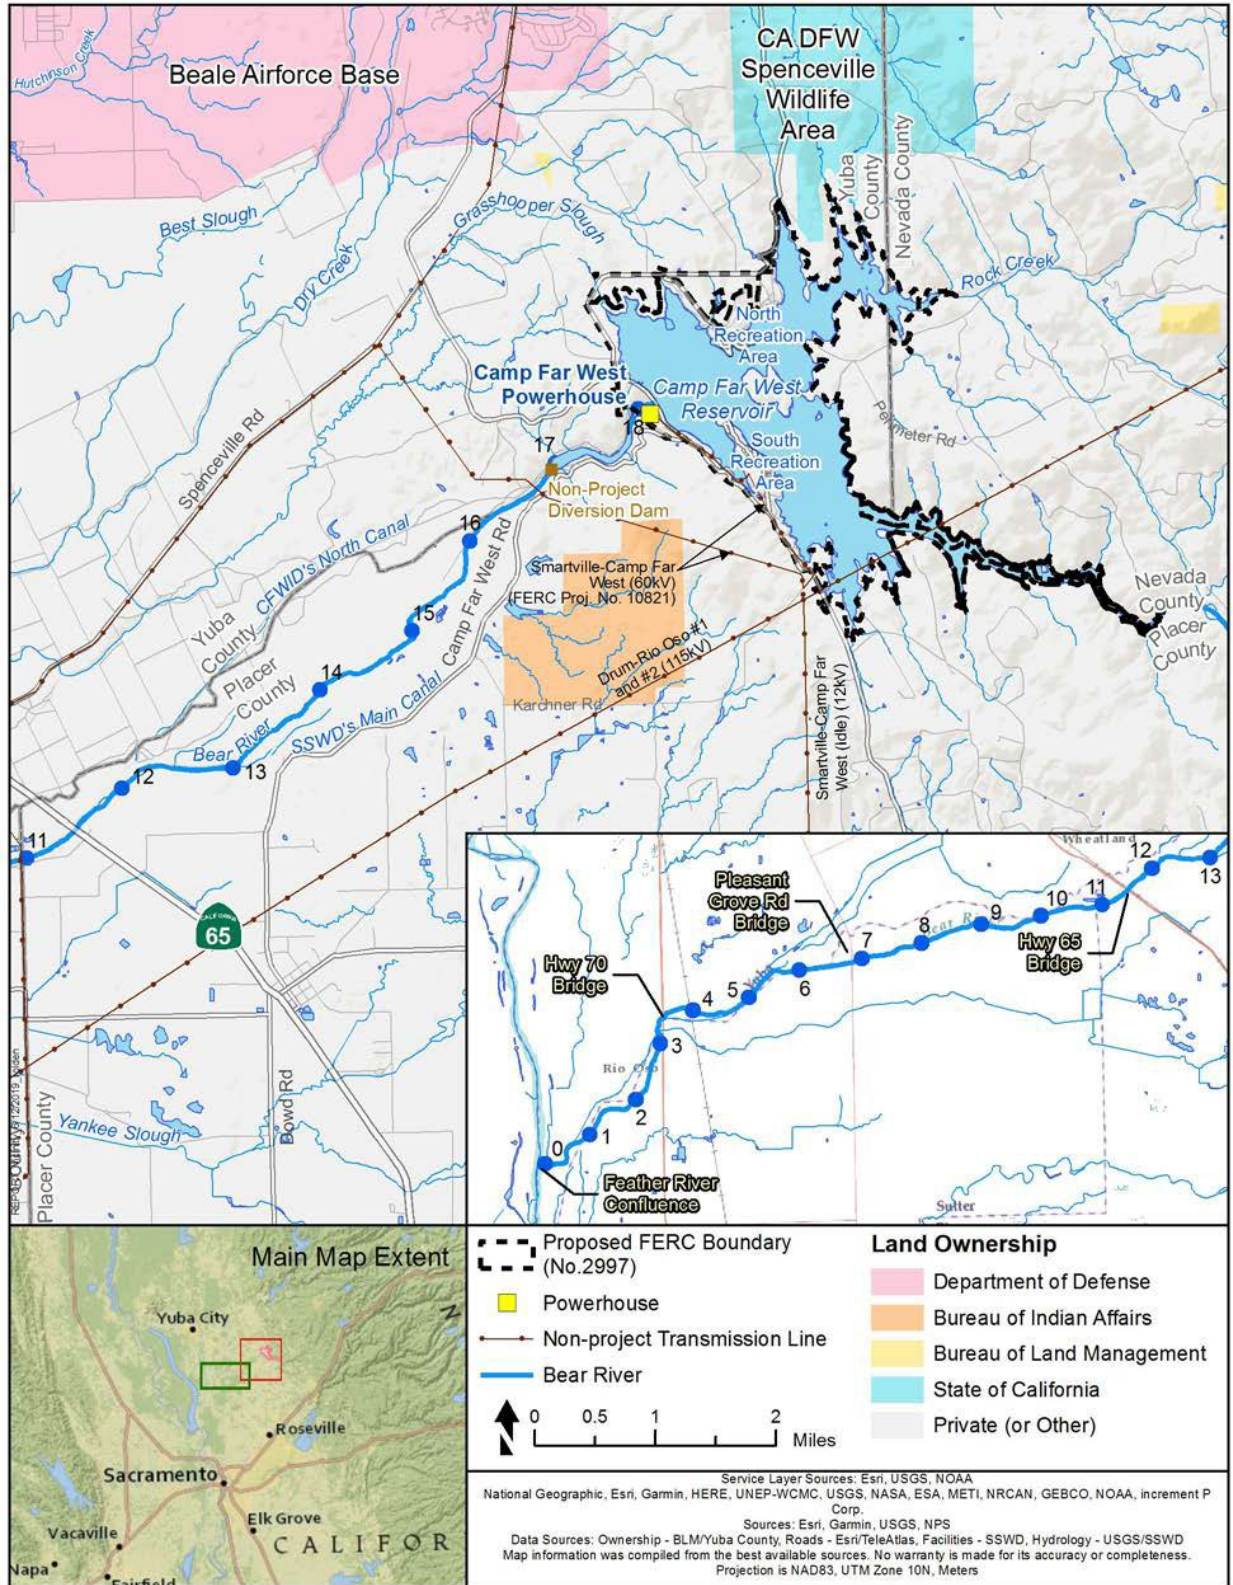 Hutchinson Creek
Beale Airforce Base
CA DFW
Spenceville
Wildlife
Area
Yuba
County
Nevada County
Best Slough
Grasshopper Slough
Dry Creek
Rock Creek
North
Recreation
Area
Camp Far West
Powerhouse
Camp Far West
Reservoir
18
Perimeter Rd
Spenceville Rd
17
South
Recreation
Area
Non-Project
Diversion Dam
16
CFWID's North Canal
Camp Far West Rd
Smartville-Camp Far
West (60kV)
(FERC Proj. No. 10821)
Nevada
County
Placer
County
15
Yuba
County
Placer
County
14
Drum-Rio Oso #1
and #2 (115kV)
Karchner Rd
Smartville-Camp Far
West (Idle) (12kV)
SSWD's Main Canal
Bear River
13
12
11
CALIFORNIA
65
Dowd Rd
Yankee Slough
Placer County
Wheatland
12
13
Pleasant
Grove Rd
Bridge
11
10
9
8
7
Hwy 65
Bridge
Hwy 70
Bridge
6
5
4
3
Rio Oso
2
1
0
Feather River
Confluence
Sutter
Main Map Extent
Yuba City
Roseville
Sacramento
Elk Grove
Vacaville
CALIFOR
Napa
Fairfield
Proposed FERC Boundary
(No.2997)
Powerhouse
Non-project Transmission Line
Bear River
N
0 0.5 1 2
Miles
Land Ownership
Department of Defense
Bureau of Indian Affairs
Bureau of Land Management
State of California
Private (or Other)
Service Layer Sources: Esri, USGS, NOAA
National Geographic, Esri, Garmin, HERE, UNEP-WCMC, USGS, NASA, ESA, METI, NRCAN, GEBCO, NOAA, increment P
Corp.
Sources: Esri, Garmin, USGS, NPS
Data Sources: Ownership - BLM/Yuba County, Roads - Esri/TeleAtlas, Facilities - SSWD, Hydrology - USGS/SSWD
Map information was compiled from the best available sources. No warranty is made for its accuracy or completeness.
Projection is NAD83, UTM Zone 10N, Meters